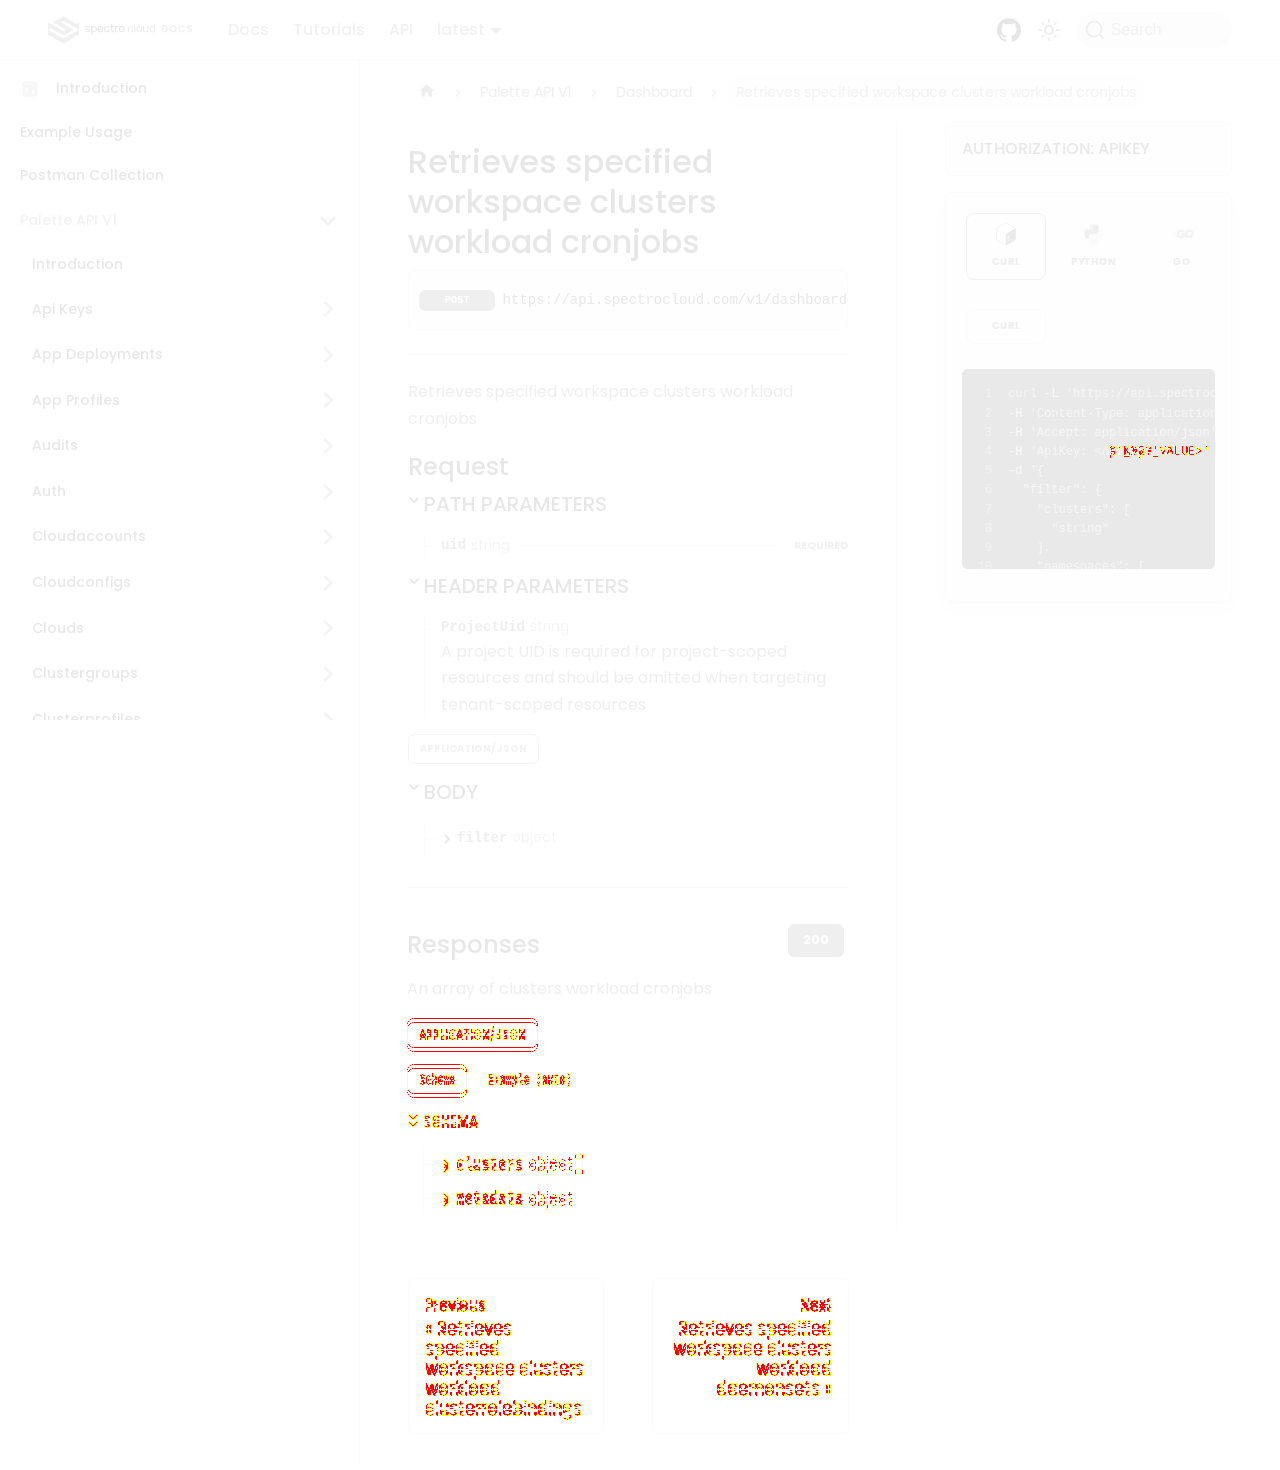 spectro cloud DOCS
Docs
Tutorials
API
latest
Search
Introduction
Example Usage
Postman Collection
Palette API V1
Introduction
Api Keys
App Deployments
App Profiles
Audits
Auth
Cloudaccounts
Cloudconfigs
Clouds
Clustergroups
Clusterprofiles
Palette API V1
Dashboard
Retrieves specified workspace clusters workload cronjobs
Retrieves specified
workspace clusters
workload cronjobs
POST https://api.spectrocloud.com/v1/dashboard
Retrieves specified workspace clusters workload
cronjobs
Request
PATH PARAMETERS
uid string REQUIRED
HEADER PARAMETERS
ProjectUid string
A project UID is required for project-scoped
resources and should be omitted when targeting
tenant-scoped resources
APPLICATION/JSON
BODY
filter object
Responses
200
An array of clusters workload cronjobs
APPLICATION/JSON
Schema
Example (auto)
SCHEMA
clusters object[]
metadata object
Previous
« Retrieves
specified
workspace clusters
workload
clusterrolebindings
Next
Retrieves specified
workspace clusters
workload
daemonsets »
AUTHORIZATION: APIKEY
CURL
PYTHON
GO
GO
CURL
1 curl -L 'https://api.spectroc
2 -H 'Content-Type: application
3 -H 'Accept: application/json'
4 -H 'ApiKey:
5 -d '{
6 "filter": {
7 "clusters": [
8 "string"
9 ],
10 "namespaces": [